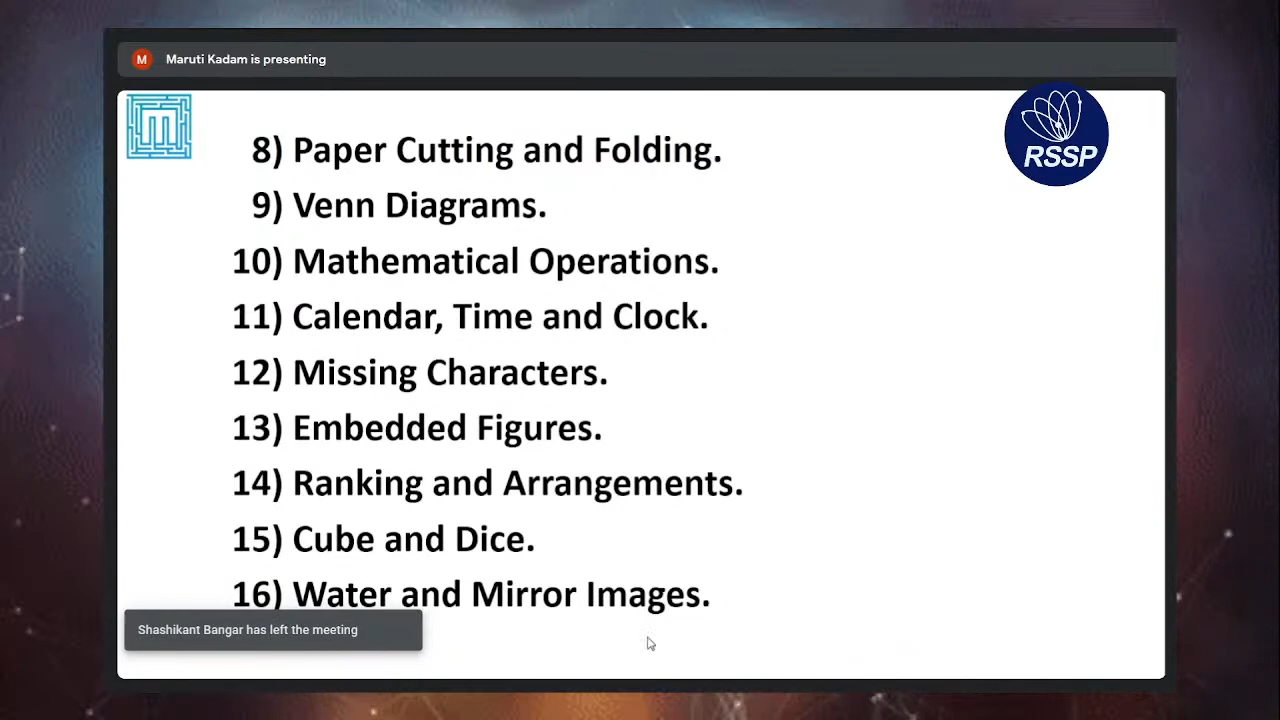 M Maruti Kadam is presenting
m
RSSP
8) Paper Cutting and Folding.
9) Venn Diagrams.
10) Mathematical Operations.
11) Calendar, Time and Clock.
12) Missing Characters.
13) Embedded Figures.
14) Ranking and Arrangements.
15) Cube and Dice.
16) Water and Mirror Images.
Shashikant Bangar has left the meeting